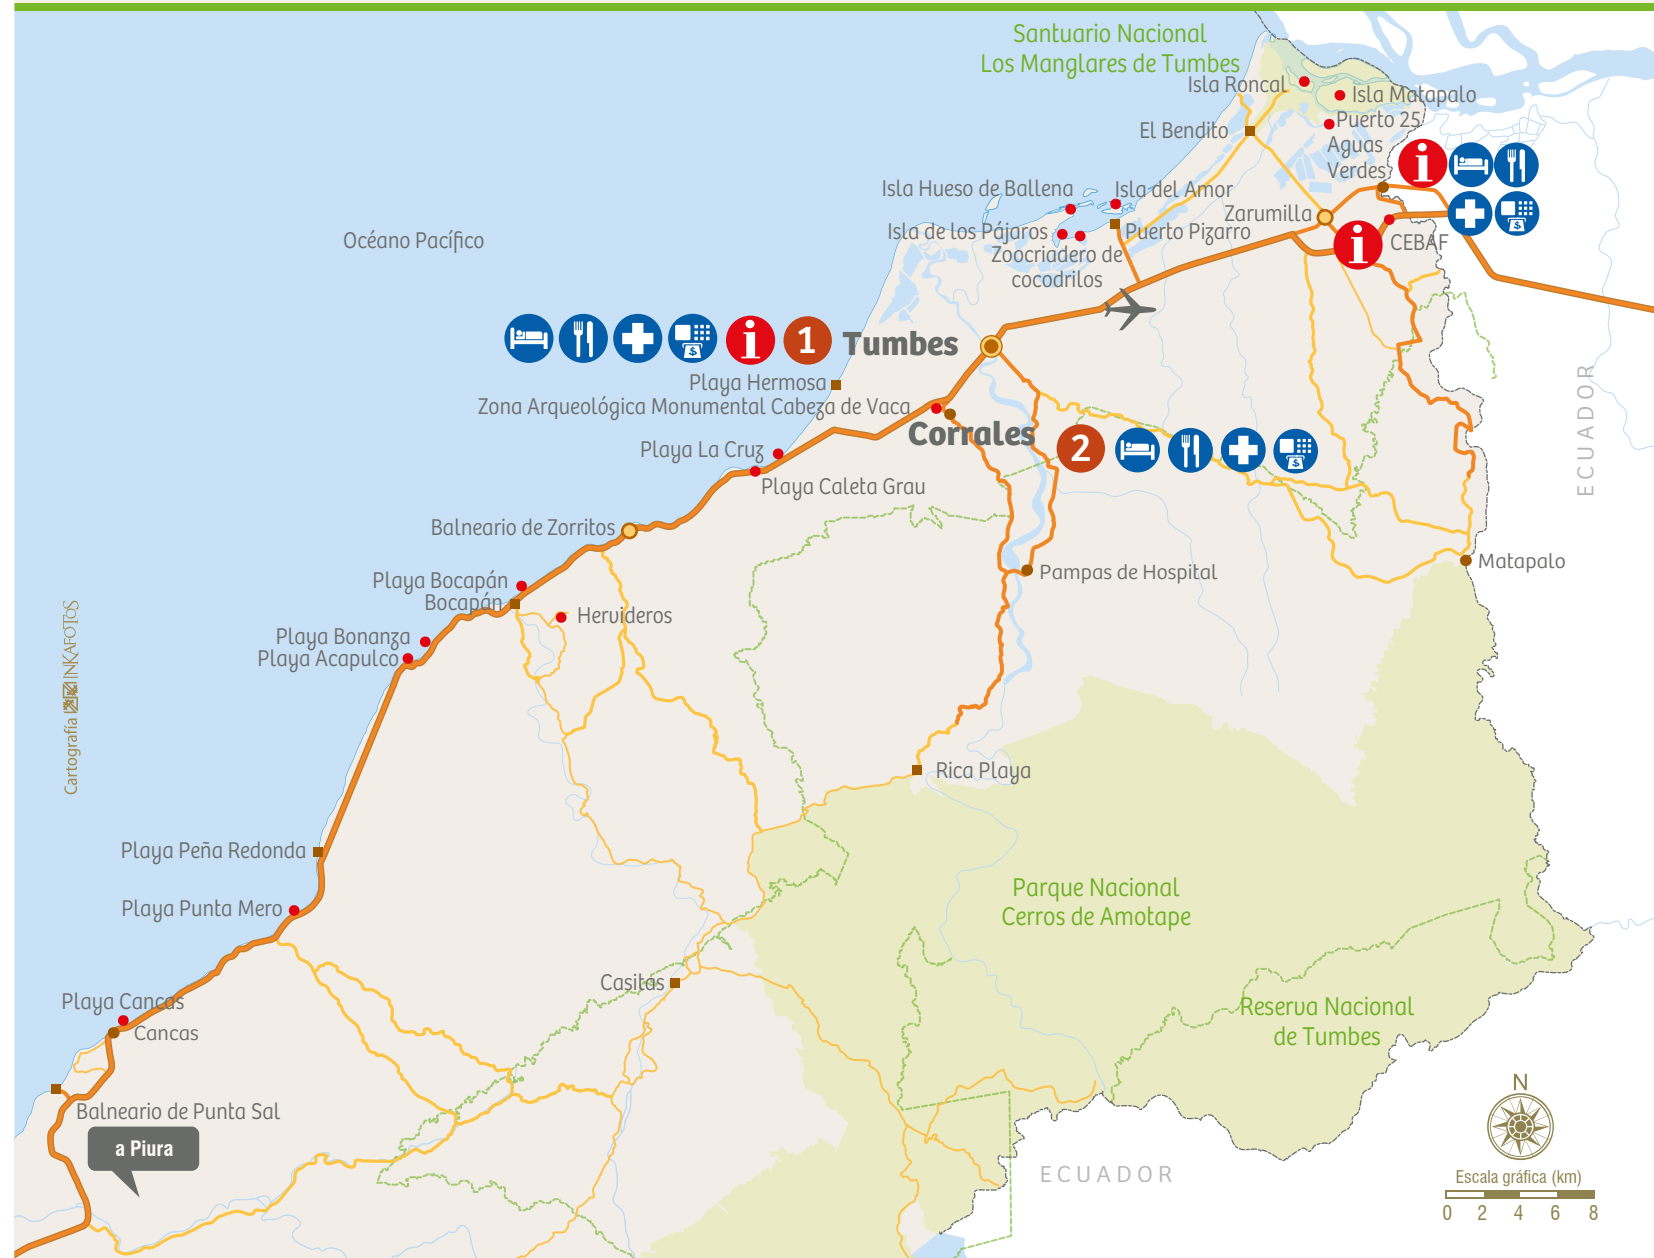 Santuario Nacional
Los Manglares de Tumbes
Isla Roncal
Isla Matapalo
Puerto 25
El Bendito
Aguas
Verdes
i
Isla Hueso de Ballena
Isla del Amor
Zarumilla
$
Océano Pacífico
Isla de los Pájaros
Puerto Pizarro
i
CEBAF
Zoocriadero de
cocodrilos
$
i
1
Tumbes
Playa Hermosa
ECUADOR
Zona Arqueológica Monumental Cabeza de Vaca
Corrales
2
$
Playa La Cruz
Playa Caleta Grau
Balneario de Zorritos
Matapalo
Playa Bocapán
Pampas de Hospital
Bocapán
Hervideros
Playa Bonanza
Playa Acapulco
Cartografía INKAFOTOS
Rica Playa
Playa Peña Redonda
Parque Nacional
Cerros de Amotape
Playa Punta Mero
Casitas
Playa Cancas
Reserva Nacional
de Tumbes
Cancas
N
Balneario de Punta Sal
a Piura
ECUADOR
Escala gráfica (km)
0 2 4 6 8